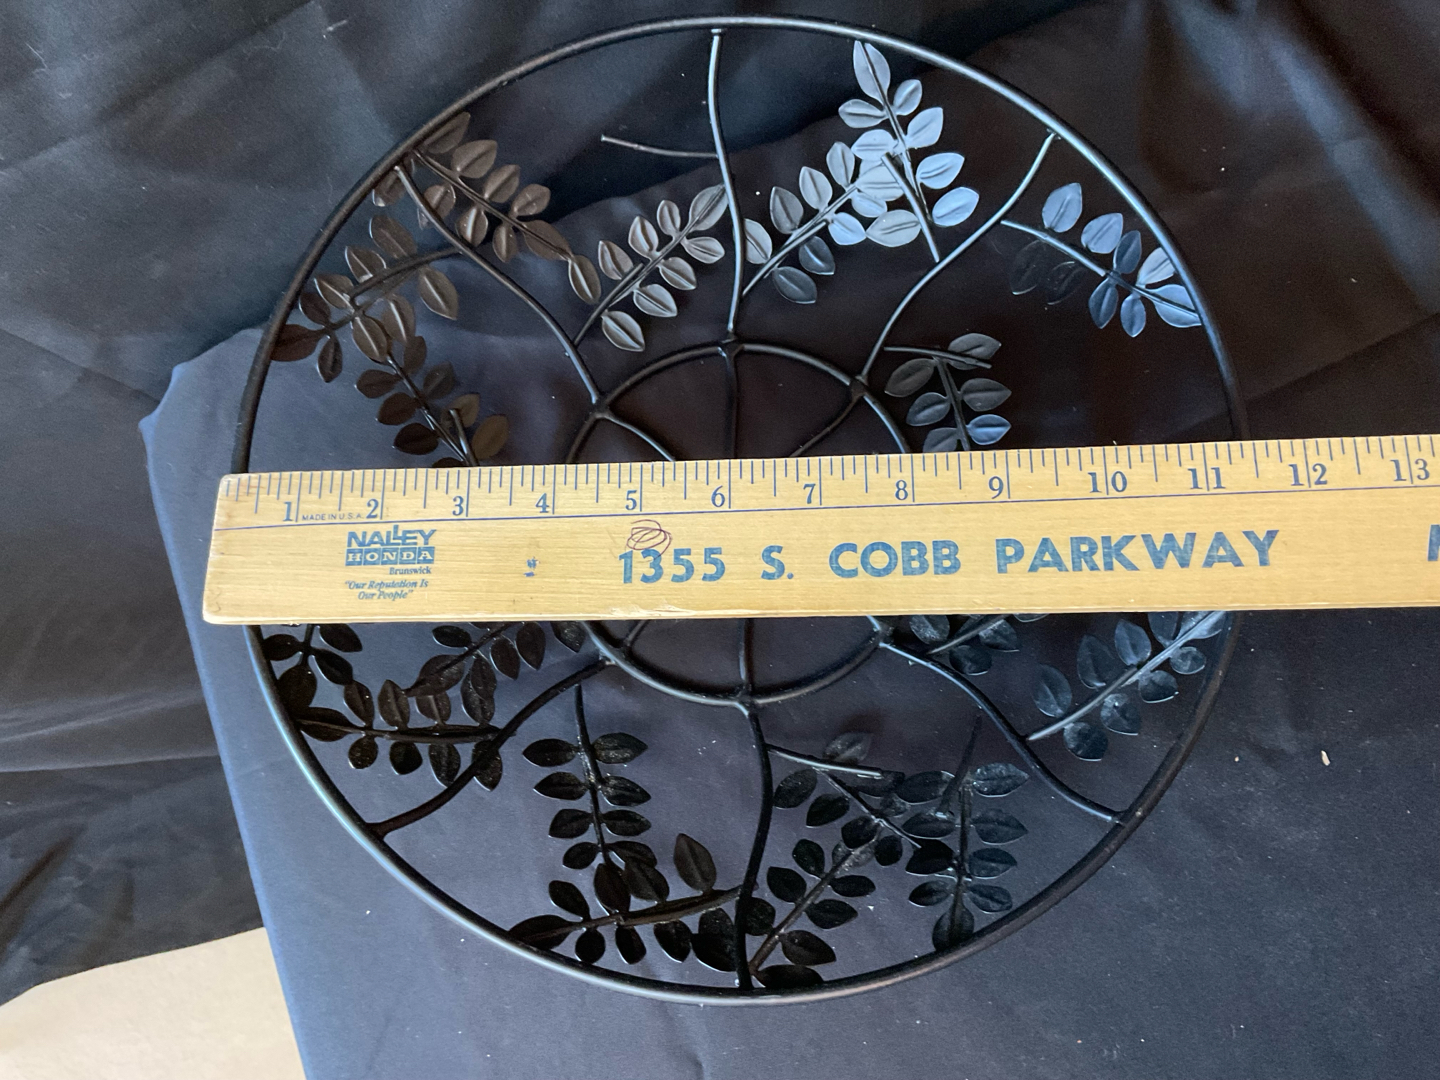 1 2 3 4 5 6 7 8 9 10 11 12 13
MADE IN U.S.A.
NALLEY
HONDA
Brunswick
"Our Reputation Is
Our People"
1355 S. COBB PARKWAY